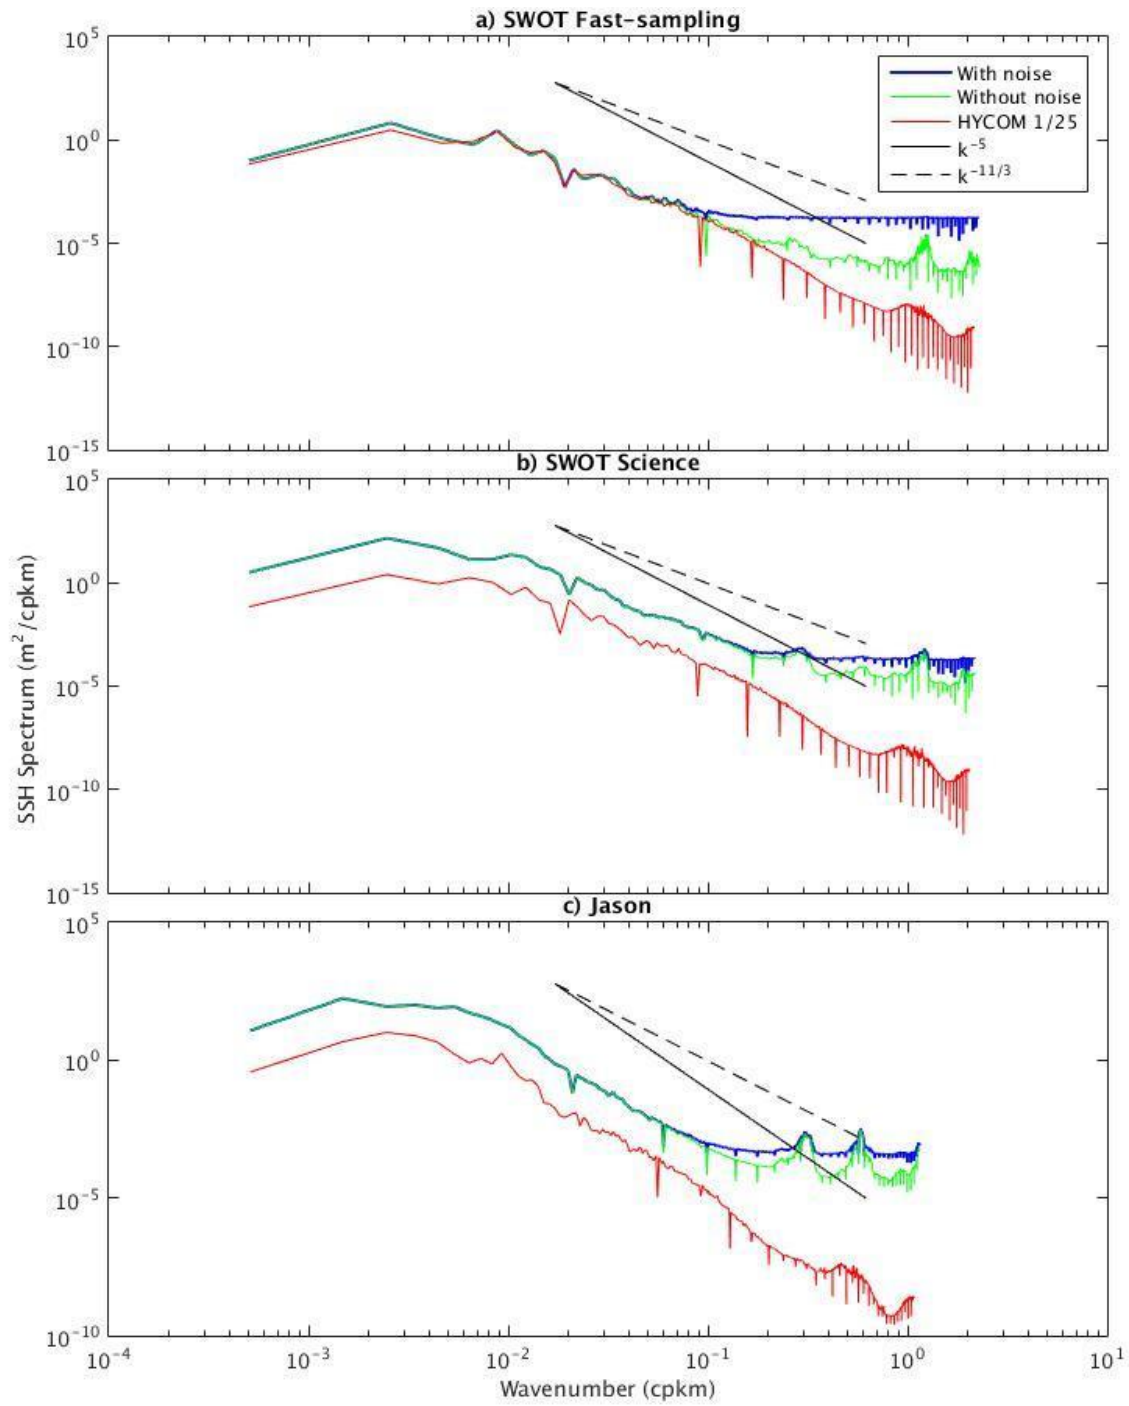 a) SWOT Fast-sampling
10^5
10^0
10^-5
10^-10
10^-15
With noise
Without noise
HYCOM 1/25
k^-5
k^-11/3
b) SWOT Science
10^5
10^0
10^-5
10^-10
10^-15
SSH Spectrum (m^2/cpkm)
c) Jason
10^5
10^0
10^-5
10^-10
10^-4 10^-3 10^-2 10^-1 10^0 10^1
Wavenumber (cpkm)